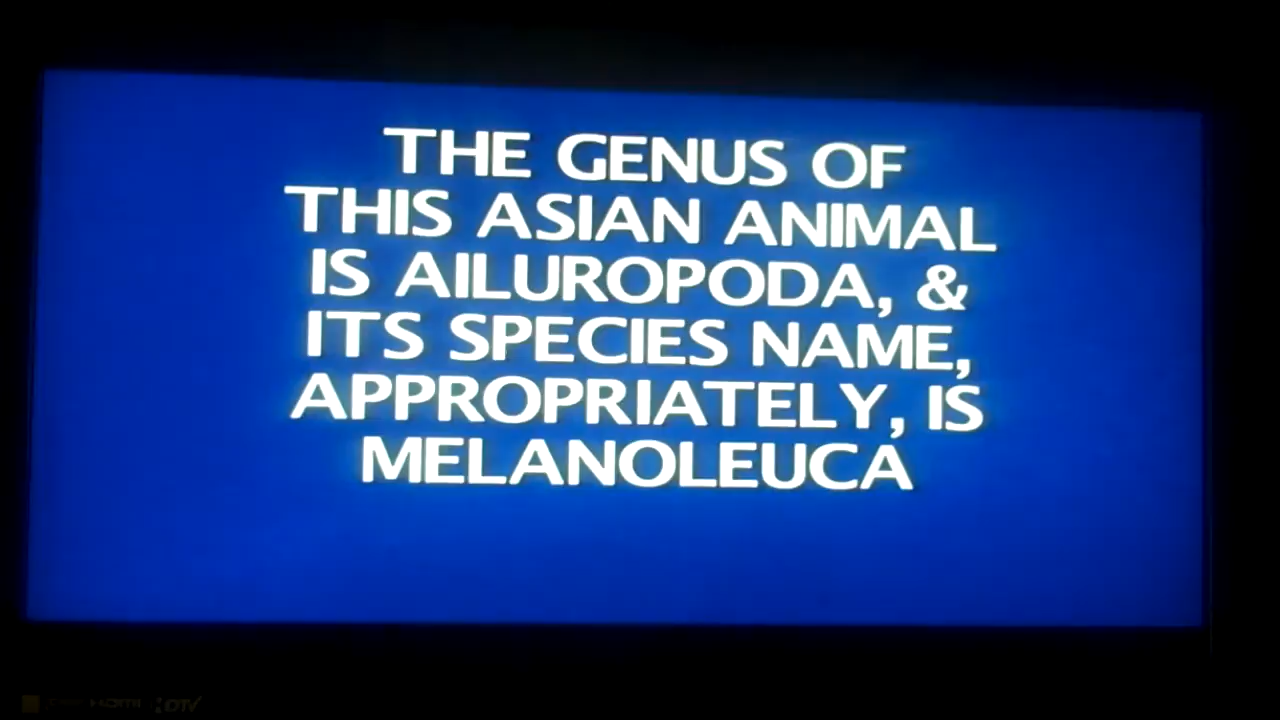 THE GENUS OF
THIS ASIAN ANIMAL
IS AILUROPODA, &
ITS SPECIES NAME,
APPROPRIATELY, IS
MELANOLEUCA